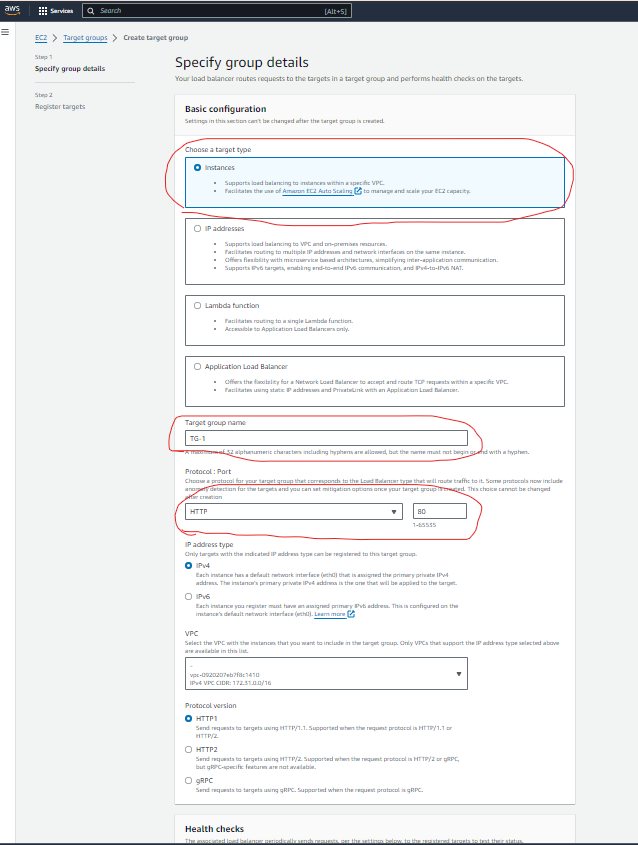 aws
Services
Search
[Alt+S]
EC2 > Target groups > Create target group
Step 1
Specify group details
Step 2
Register targets
Specify group details
Your load balancer routes requests to the targets in a target group and performs health checks on the targets.
Basic configuration
Settings in this section can't be changed after the target group is created.
Choose a target type
Instances
• Supports load balancing to instances within a specific VPC.
• Facilitates the use of Amazon EC2 Auto Scaling to manage and scale your EC2 capacity.
IP addresses
• Supports load balancing to VPC and on-premises resources.
• Facilitates routing to multiple IP addresses and network interfaces on the same instance.
• Offers flexibility with microservice based architectures, simplifying inter-application communication.
• Supports IPv6 targets, enabling end-to-end IPv6 communication, and IPv4-to-IPv6 NAT.
Lambda function
• Facilitates routing to a single Lambda function.
• Accessible to Application Load Balancers only.
Application Load Balancer
• Offers the flexibility for a Network Load Balancer to accept and route TCP requests within a specific VPC.
• Facilitates using static IP addresses and PrivateLink with an Application Load Balancer.
Target group name
TG-1
A maximum of 32 alphanumeric characters including hyphens are allowed, but the name must not begin or end with a hyphen.
Protocol : Port
Choose a protocol for your target group that corresponds to the Load Balancer type that will route traffic to it. Some protocols now include
anomaly detection for the targets and you can set mitigation options once your target group is created. This choice cannot be changed
after creation
HTTP
80
1-65535
IP address type
Only targets with the indicated IP address type can be registered to this target group.
IPv4
Each instance has a default network interface (eth0) that is assigned the primary private IPv4
address. The instance's primary private IPv4 address is the one that will be applied to the target.
IPv6
Each instance you register must have an assigned primary IPv6 address. This is configured on the
instance's default network interface (eth0). Learn more
VPC
Select the VPC with the instances that you want to include in the target group. Only VPCs that support the IP address type selected above
are available in this list.
-
vpc-0920207eb7f8c1410
IPv4 VPC CIDR: 172.31.0.0/16
Protocol version
HTTP1
Send requests to targets using HTTP/1.1. Supported when the request protocol is HTTP/1.1 or
HTTP/2.
HTTP2
Send requests to targets using HTTP/2. Supported when the request protocol is HTTP/2 or gRPC,
but gRPC-specific features are not available.
gRPC
Send requests to targets using gRPC. Supported when the request protocol is gRPC.
Health checks
The associated load balancer periodically sends requests, per the settings below, to the registered targets to test their status.